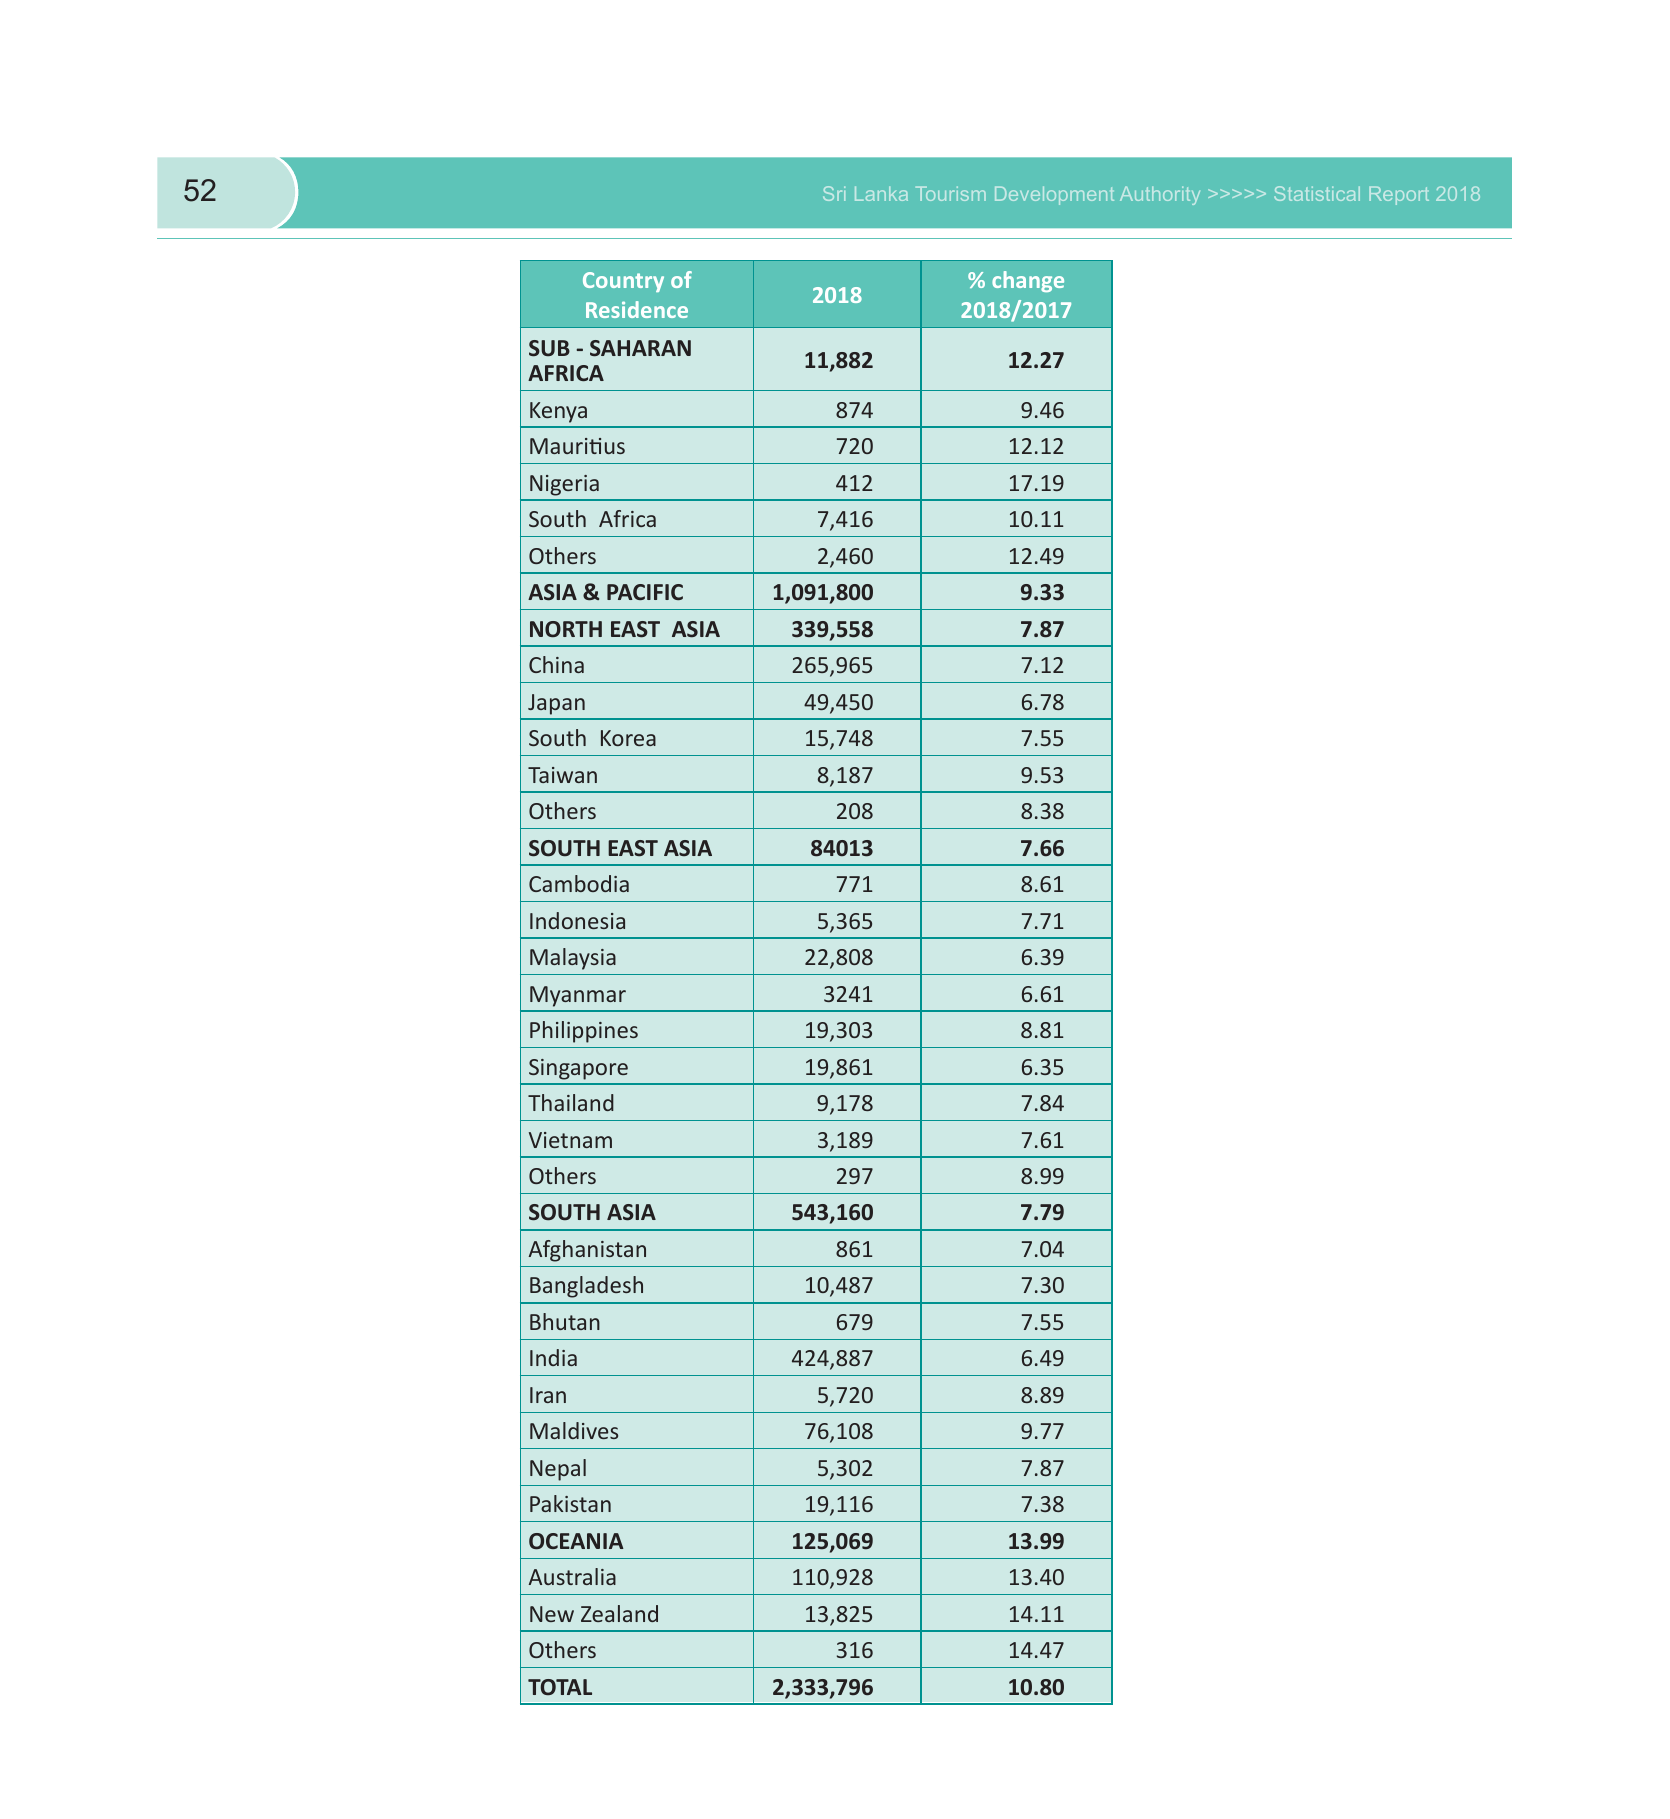 52
Sri Lanka Tourism Development Authority >>>>> Statistical Report 2018
Country of Residence 2018 % change 2018/2017
SUB - SAHARAN AFRICA 11,882 12.27
Kenya 874 9.46
Mauritius 720 12.12
Nigeria 412 17.19
South Africa 7,416 10.11
Others 2,460 12.49
ASIA & PACIFIC 1,091,800 9.33
NORTH EAST ASIA 339,558 7.87
China 265,965 7.12
Japan 49,450 6.78
South Korea 15,748 7.55
Taiwan 8,187 9.53
Others 208 8.38
SOUTH EAST ASIA 84013 7.66
Cambodia 771 8.61
Indonesia 5,365 7.71
Malaysia 22,808 6.39
Myanmar 3241 6.61
Philippines 19,303 8.81
Singapore 19,861 6.35
Thailand 9,178 7.84
Vietnam 3,189 7.61
Others 297 8.99
SOUTH ASIA 543,160 7.79
Afghanistan 861 7.04
Bangladesh 10,487 7.30
Bhutan 679 7.55
India 424,887 6.49
Iran 5,720 8.89
Maldives 76,108 9.77
Nepal 5,302 7.87
Pakistan 19,116 7.38
OCEANIA 125,069 13.99
Australia 110,928 13.40
New Zealand 13,825 14.11
Others 316 14.47
TOTAL 2,333,796 10.80